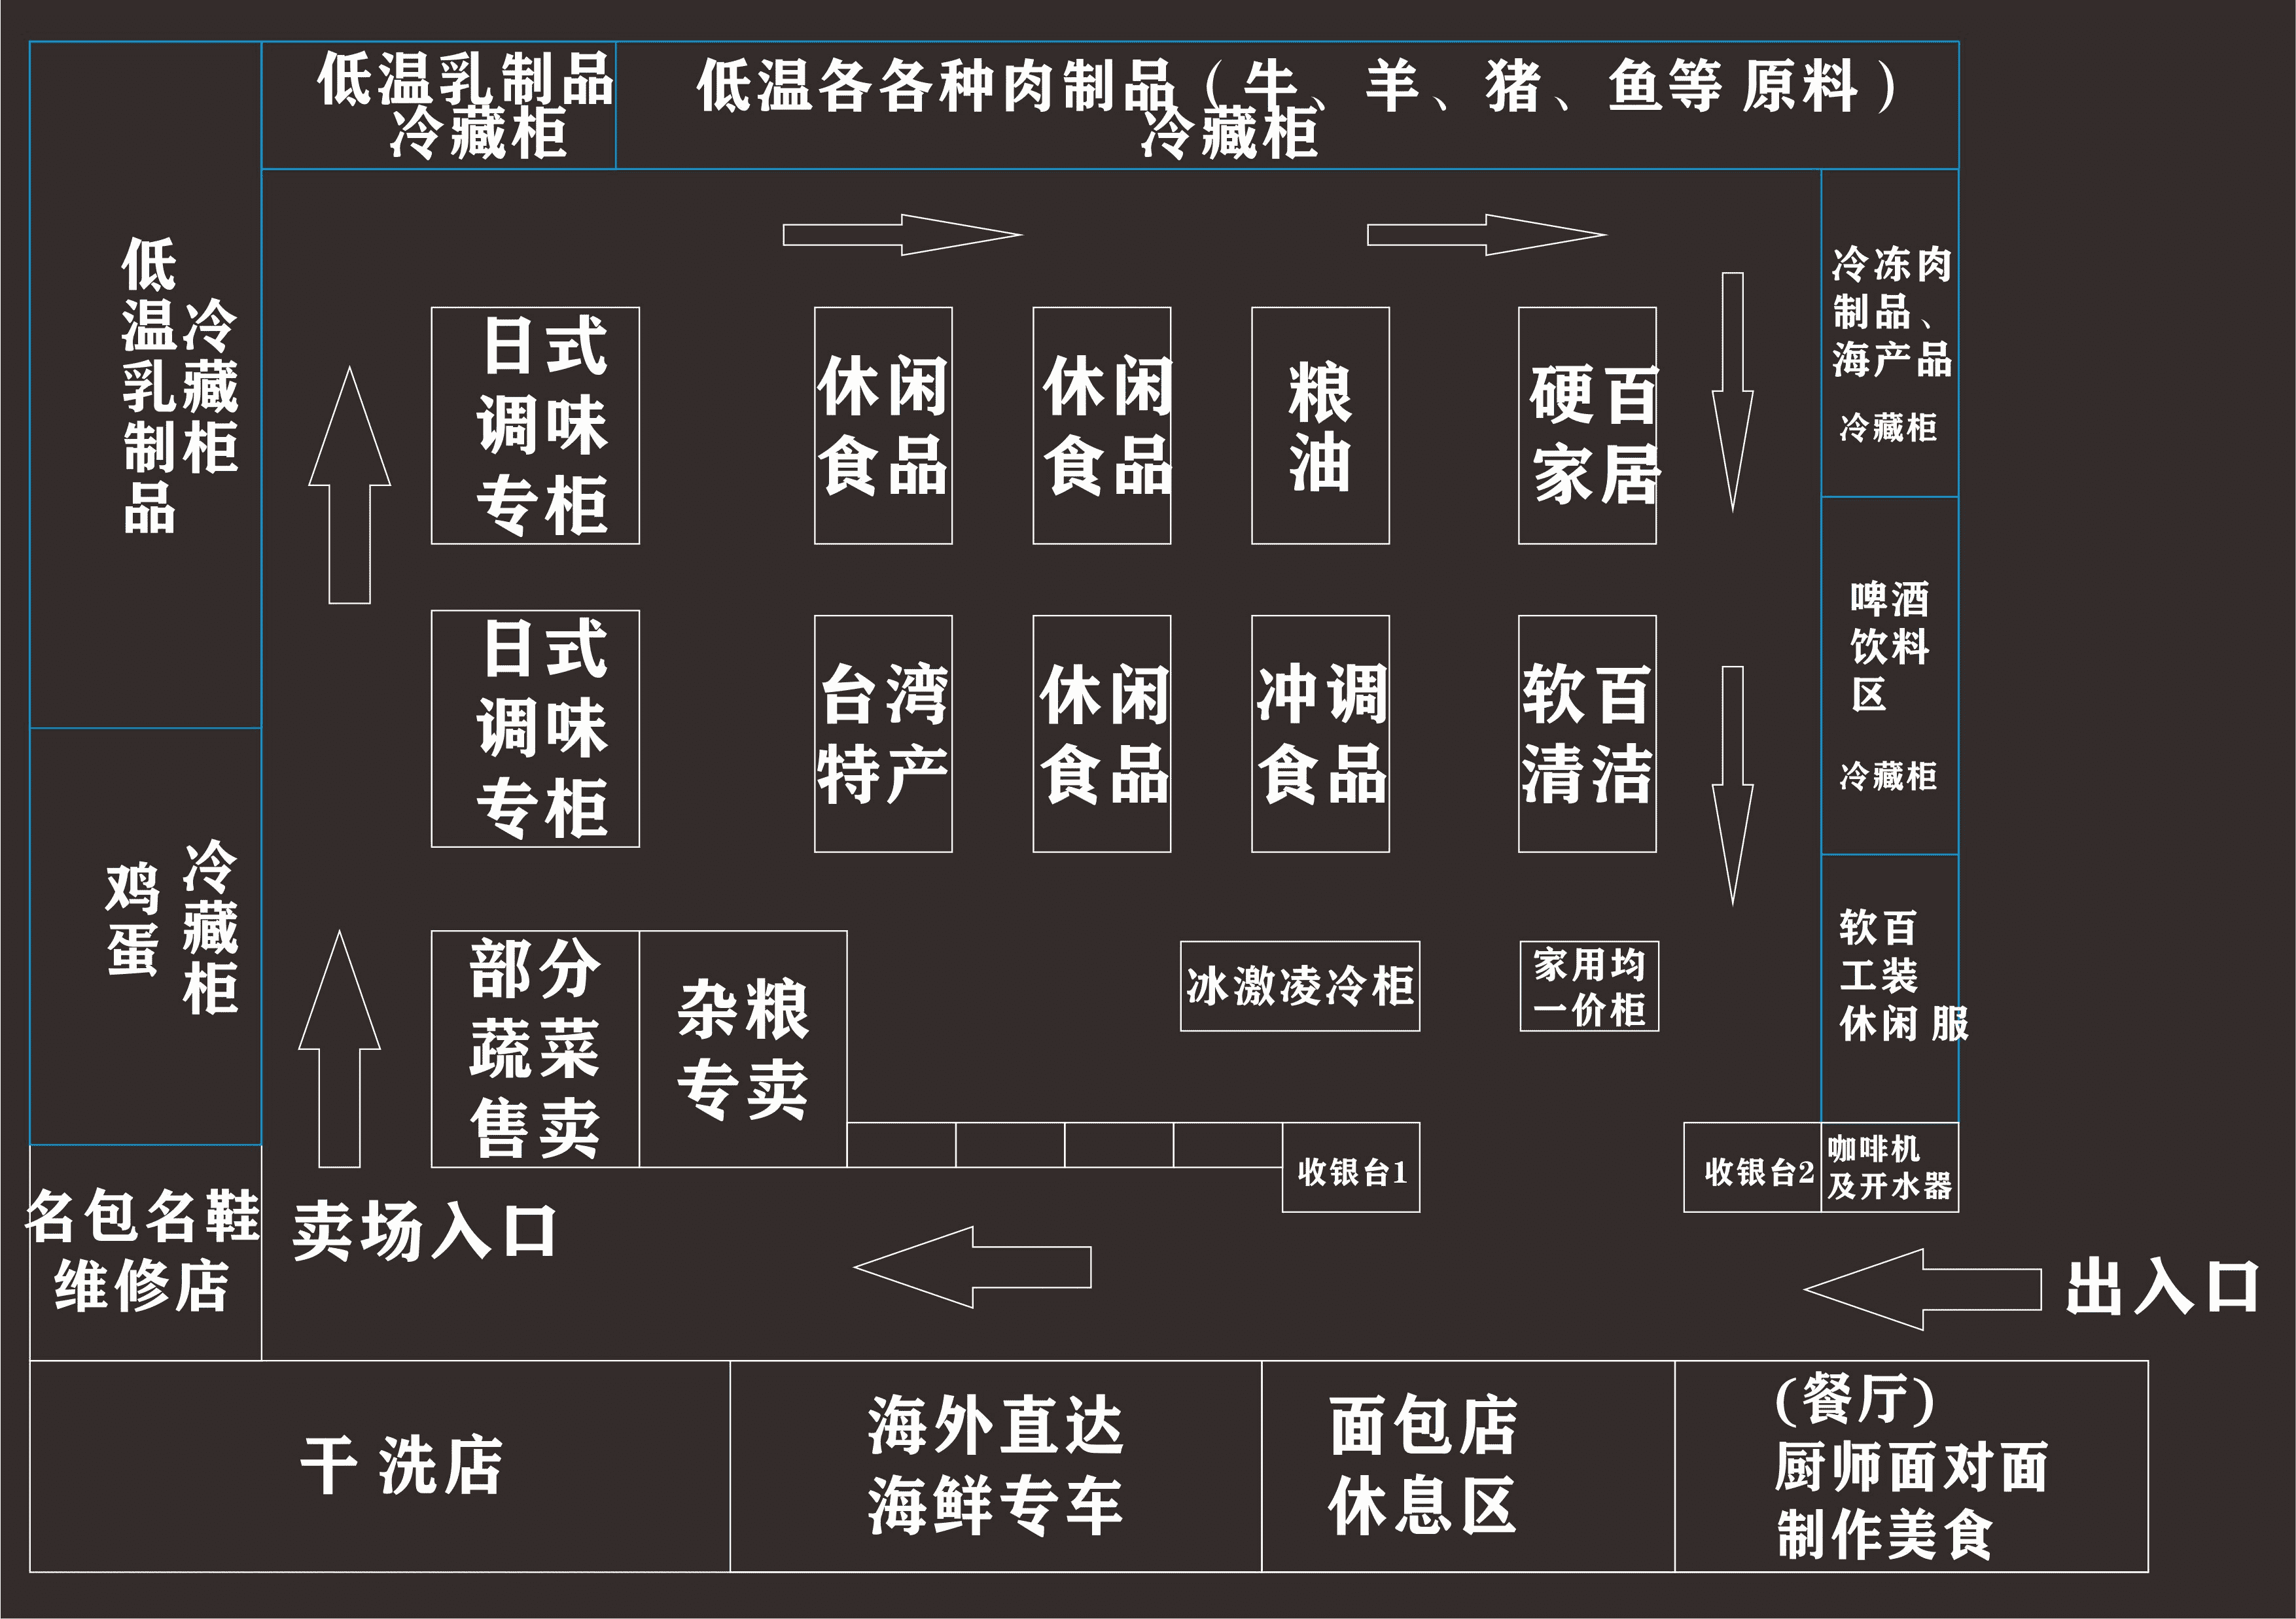 低温乳制品
冷藏柜
低温各各种肉制品（牛、羊、猪、鱼等原料）
冷藏柜
低温乳制品
冷藏柜
冷冻肉
制品、
海产品
冷藏柜
日式
调味
专柜
休闲
食品
休闲
食品
粮
油
硬百
家居
啤酒
饮料
区
冷藏柜
日式
调味
专柜
台湾
特产
休闲
食品
冲调
食品
软百
清洁
鸡蛋
冷藏柜
部分
蔬菜
售卖
杂粮
专卖
冰激凌冷柜
家用均
一价柜
软百
工装
休闲服
收银台1
收银台2
咖啡机
及开水器
名包名鞋
维修店
卖场入口
出入口
干洗店
海外直达
海鲜专车
面包店
休息区
(餐厅)
厨师面对面
制作美食